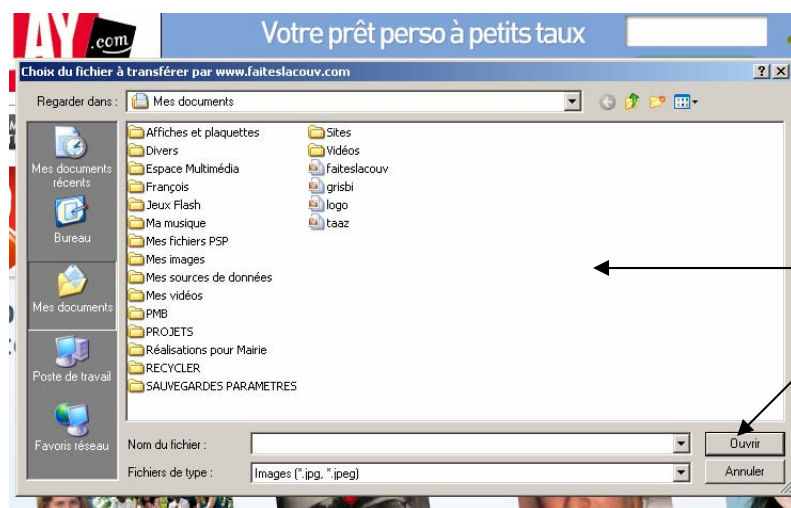 AY.com
Votre prêt perso à petits taux
Choix du fichier à transférer par www.faiteslacouv.com
Regarder dans :
Mes documents
Mes documents récents
Bureau
Mes documents
Poste de travail
Favoris réseau
Affiches et plaquettes
Divers
Espace Multimédia
François
Jeux Flash
Ma musique
Mes fichiers PSP
Mes images
Mes sources de données
Mes vidéos
PMB
PROJETS
Réalisations pour Mairie
RECYCLER
SAUVEGARDES PARAMETRES
Sites
Vidéos
faiteslacouv
grisbi
logo
taaz
Nom du fichier :
Ouvrir
Fichiers de type :
Images (*.jpg, *.jpeg)
Annuler